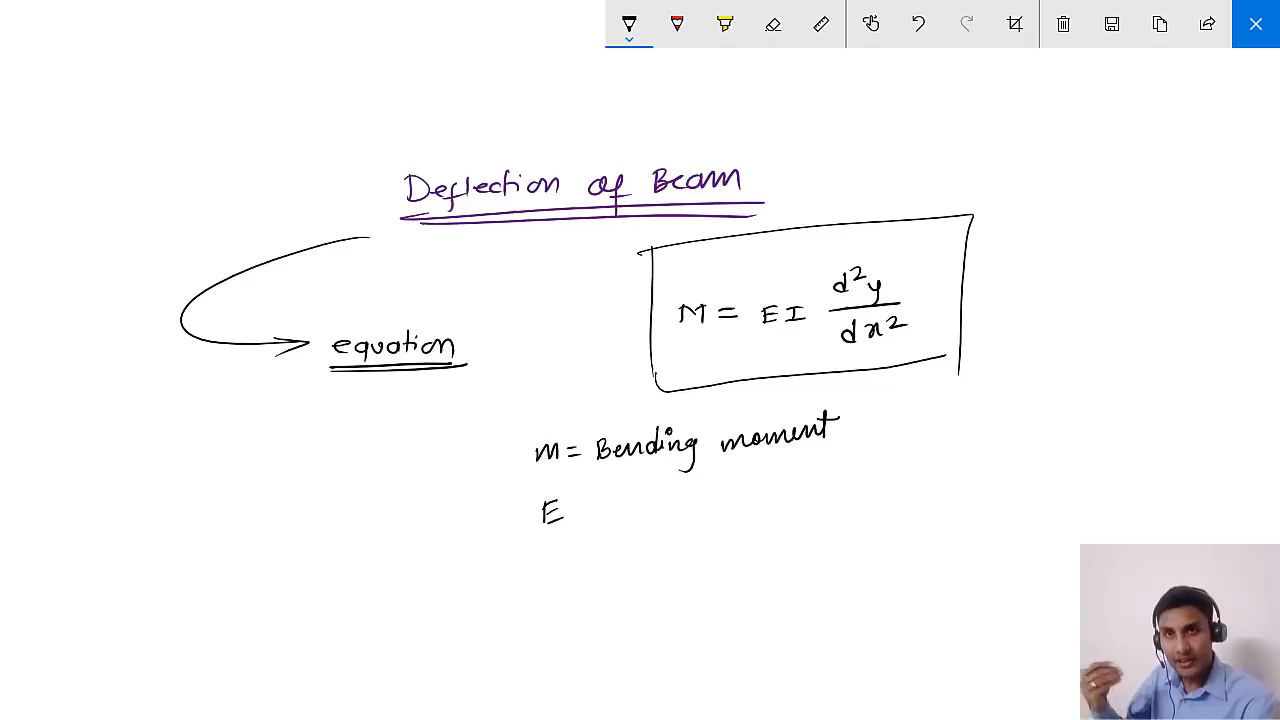 Deflection of Beam
M = EI d²y/dx²
equation
M = Bending moment
E